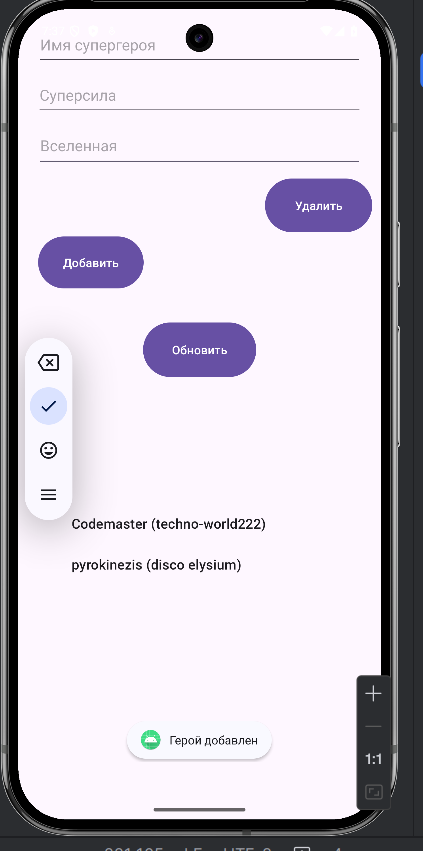 Имя супергероя
Суперсила
Вселенная
Удалить
Добавить
Обновить
Codemaster (techno-world222)
pyrokinezis (disco elysium)
Герой добавлен
1:1